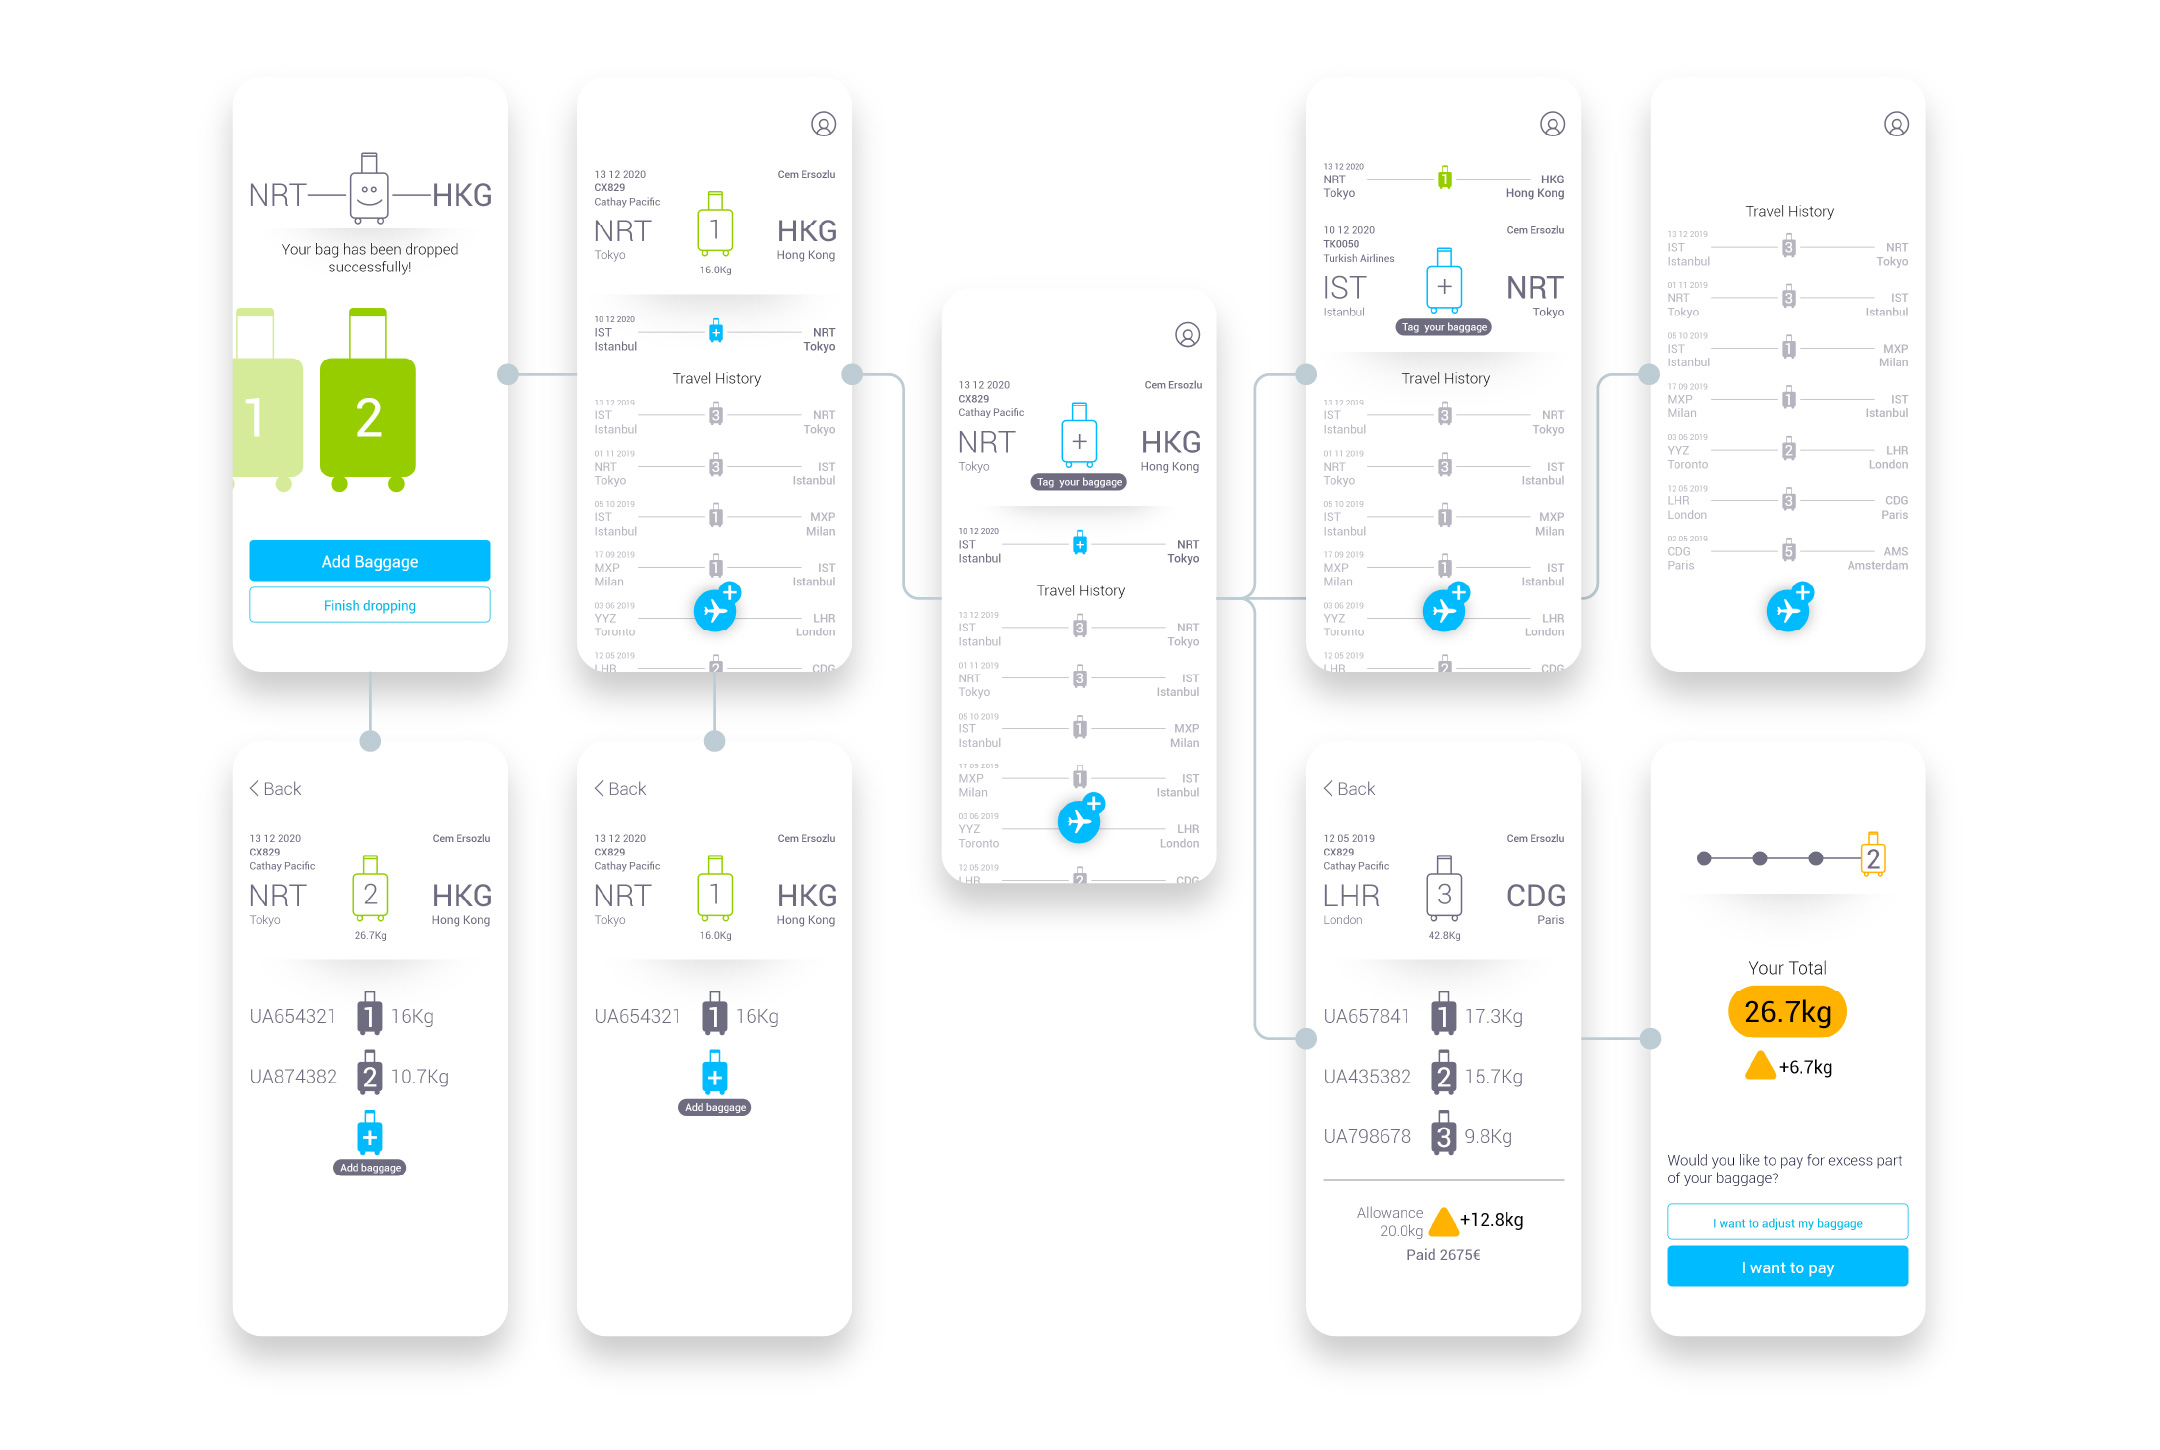 NRT
HKG
Your bag has been dropped
successfully!
1
2
Add Baggage
Finish dropping
13 12 2020
CX829
Cathay Pacific
Cem Ersozlu
NRT
1
HKG
Tokyo
Hong Kong
16.0Kg
10 12 2020
IST
NRT
Istanbul
Tokyo
Travel History
13 12 2019
IST 3 NRT
Istanbul Tokyo
01 11 2019
NRT 3 IST
Tokyo Istanbul
05 10 2019
IST 1 MXP
Istanbul Milan
17 09 2019
MXP 1 IST
Milan Istanbul
03 06 2019
YYZ LHR
Toronto London
12 05 2019
LHR 2 CDG
13 12 2020
CX829
Cathay Pacific
Cem Ersozlu
NRT
HKG
Tokyo
Hong Kong
Tag your baggage
10 12 2020
IST
NRT
Istanbul
Tokyo
Travel History
13 12 2019
IST 3 NRT
Istanbul Tokyo
01 11 2019
NRT 3 IST
Tokyo Istanbul
05 10 2019
IST 1 MXP
Istanbul Milan
17 09 2019
MXP 1 IST
Milan Istanbul
03 06 2019
YYZ LHR
Toronto London
12 05 2019
LHR 2 CDG
13 12 2020
NRT 1 HKG
Tokyo Hong Kong
10 12 2020
TK0050
Turkish Airlines
Cem Ersozlu
IST
NRT
Istanbul
Tokyo
Tag your baggage
Travel History
13 12 2019
IST 3 NRT
Istanbul Tokyo
01 11 2019
NRT 3 IST
Tokyo Istanbul
05 10 2019
IST 1 MXP
Istanbul Milan
17 09 2019
MXP 1 IST
Milan Istanbul
03 06 2019
YYZ LHR
Toronto London
12 05 2019
LHR 2 CDG
Travel History
13 12 2019
IST 3 NRT
Istanbul Tokyo
01 11 2019
NRT 3 IST
Tokyo Istanbul
05 10 2019
IST 1 MXP
Istanbul Milan
17 09 2019
MXP 1 IST
Milan Istanbul
03 06 2019
YYZ 2 LHR
Toronto London
12 05 2019
LHR 3 CDG
London Paris
02 05 2019
CDG 5 AMS
Paris Amsterdam
Back
13 12 2020
CX829
Cathay Pacific
Cem Ersozlu
NRT
2
HKG
Tokyo
Hong Kong
26.7Kg
UA654321 1 16Kg
UA874382 2 10.7Kg
Add baggage
Back
13 12 2020
CX829
Cathay Pacific
Cem Ersozlu
NRT
1
HKG
Tokyo
Hong Kong
16.0Kg
UA654321 1 16Kg
Add baggage
Back
12 05 2019
CX829
Cathay Pacific
Cem Ersozlu
LHR
3
CDG
London
Paris
42.8Kg
UA657841 1 17.3Kg
UA435382 2 15.7Kg
UA798678 3 9.8Kg
Allowance
20.0kg
+12.8kg
Paid 2675€
2
Your Total
26.7kg
+6.7kg
Would you like to pay for excess part
of your baggage?
I want to adjust my baggage
I want to pay